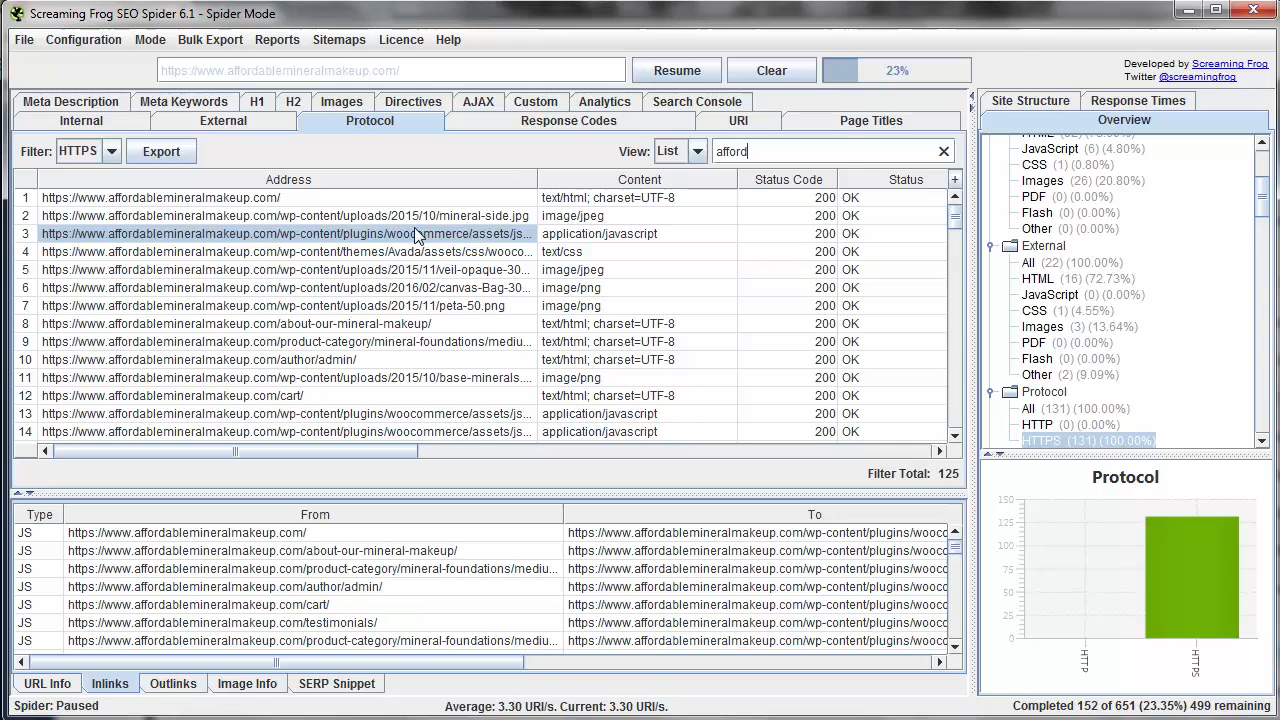 Screaming Frog SEO Spider 6.1 - Spider Mode
File Configuration Mode Bulk Export Reports Sitemaps Licence Help
https://www.affordablemineralmakeup.com/ Resume Clear 23%
Developed by Screaming Frog
Twitter @screamingfrog
Meta Description Meta Keywords H1 H2 Images Directives AJAX Custom Analytics Search Console
Internal External Protocol Response Codes URI Page Titles
Filter: HTTPS Export View: List afford
Address Content Status Code Status
1 https://www.affordablemineralmakeup.com/ text/html; charset=UTF-8 200 OK
2 https://www.affordablemineralmakeup.com/wp-content/uploads/2015/10/mineral-side.jpg image/jpeg 200 OK
3 https://www.affordablemineralmakeup.com/wp-content/plugins/woocommerce/assets/js... application/javascript 200 OK
4 https://www.affordablemineralmakeup.com/wp-content/themes/Avada/assets/css/wooco... text/css 200 OK
5 https://www.affordablemineralmakeup.com/wp-content/uploads/2015/11/veil-opaque-30... image/jpeg 200 OK
6 https://www.affordablemineralmakeup.com/wp-content/uploads/2016/02/canvas-Bag-30... image/png 200 OK
7 https://www.affordablemineralmakeup.com/wp-content/uploads/2015/11/peta-50.png image/png 200 OK
8 https://www.affordablemineralmakeup.com/about-our-mineral-makeup/ text/html; charset=UTF-8 200 OK
9 https://www.affordablemineralmakeup.com/product-category/mineral-foundations/mediu... text/html; charset=UTF-8 200 OK
10 https://www.affordablemineralmakeup.com/author/admin/ text/html; charset=UTF-8 200 OK
11 https://www.affordablemineralmakeup.com/wp-content/uploads/2015/10/base-minerals.... image/png 200 OK
12 https://www.affordablemineralmakeup.com/cart/ text/html; charset=UTF-8 200 OK
13 https://www.affordablemineralmakeup.com/wp-content/plugins/woocommerce/assets/js... application/javascript 200 OK
14 https://www.affordablemineralmakeup.com/wp-content/plugins/woocommerce/assets/js... application/javascript 200 OK
Filter Total: 125
Type From To
JS https://www.affordablemineralmakeup.com/ https://www.affordablemineralmakeup.com/wp-content/plugins/wooco
JS https://www.affordablemineralmakeup.com/about-our-mineral-makeup/ https://www.affordablemineralmakeup.com/wp-content/plugins/wooco
JS https://www.affordablemineralmakeup.com/product-category/mineral-foundations/mediu... https://www.affordablemineralmakeup.com/wp-content/plugins/wooco
JS https://www.affordablemineralmakeup.com/author/admin/ https://www.affordablemineralmakeup.com/wp-content/plugins/wooco
JS https://www.affordablemineralmakeup.com/cart/ https://www.affordablemineralmakeup.com/wp-content/plugins/wooco
JS https://www.affordablemineralmakeup.com/testimonials/ https://www.affordablemineralmakeup.com/wp-content/plugins/wooco
JS https://www.affordablemineralmakeup.com/product-category/mineral-foundations/mediu... https://www.affordablemineralmakeup.com/wp-content/plugins/wooco
URL Info Inlinks Outlinks Image Info SERP Snippet
Site Structure Response Times
Overview
JavaScript (6) (4.80%)
CSS (1) (0.80%)
Images (26) (20.80%)
PDF (0) (0.00%)
Flash (0) (0.00%)
Other (0) (0.00%)
External
All (22) (100.00%)
HTML (16) (72.73%)
JavaScript (0) (0.00%)
CSS (1) (4.55%)
Images (3) (13.64%)
PDF (0) (0.00%)
Flash (0) (0.00%)
Other (2) (9.09%)
Protocol
All (131) (100.00%)
HTTP (0) (0.00%)
HTTPS (131) (100.00%)
Protocol
150
125
100
75
50
25
0
HTTP
HTTPS
Spider: Paused Average: 3.30 URI/s. Current: 3.30 URI/s. Completed 152 of 651 (23.35%) 499 remaining